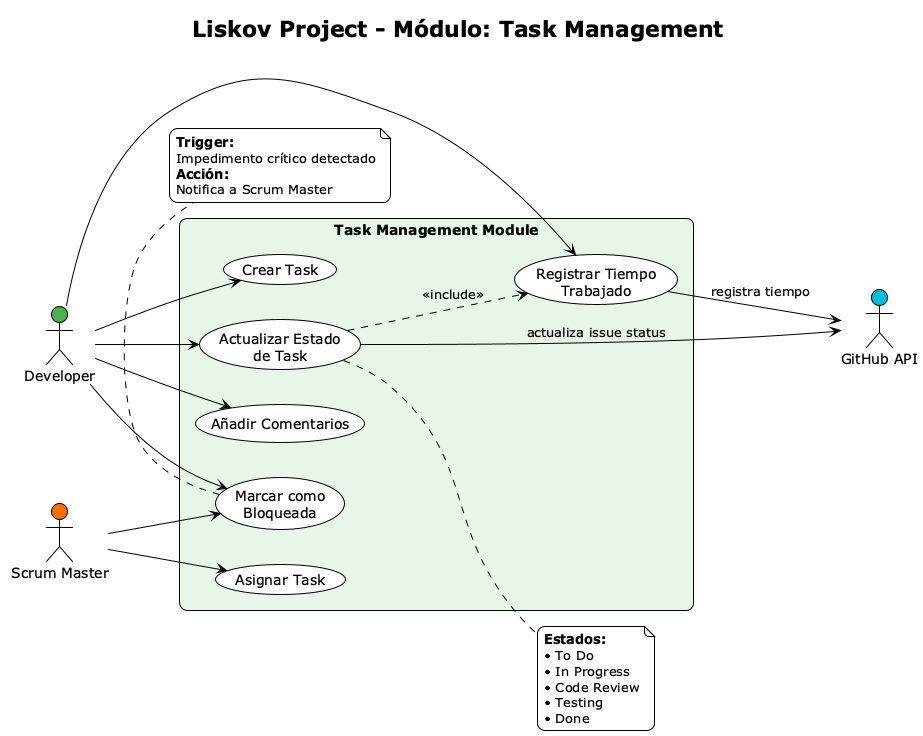 Liskov Project - Módulo: Task Management
Trigger:
Impedimento crítico detectado
Acción:
Notifica a Scrum Master
Task Management Module
Crear Task
Registrar Tiempo
Trabajado
«include»
registra tiempo
Actualizar Estado
de Task
actualiza issue status
Developer
GitHub API
Añadir Comentarios
Marcar como
Bloqueada
Scrum Master
Asignar Task
Estados:
• To Do
• In Progress
• Code Review
• Testing
• Done